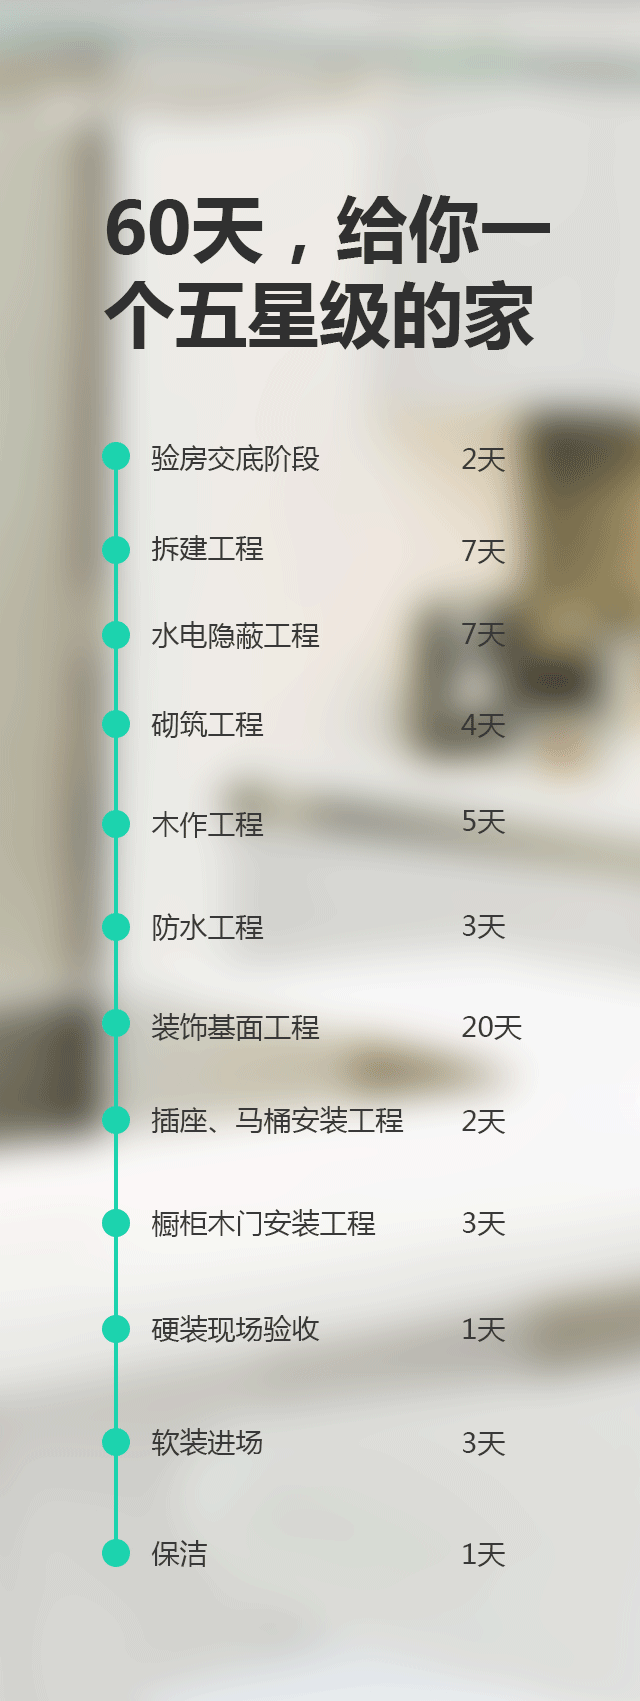 60天，给你一
个五星级的家
验房交底阶段 2天
拆建工程 7天
水电隐蔽工程 7天
砌筑工程 4天
木作工程 5天
防水工程 3天
装饰基面工程 20天
插座、马桶安装工程 2天
橱柜木门安装工程 3天
硬装现场验收 1天
软装进场 3天
保洁 1天